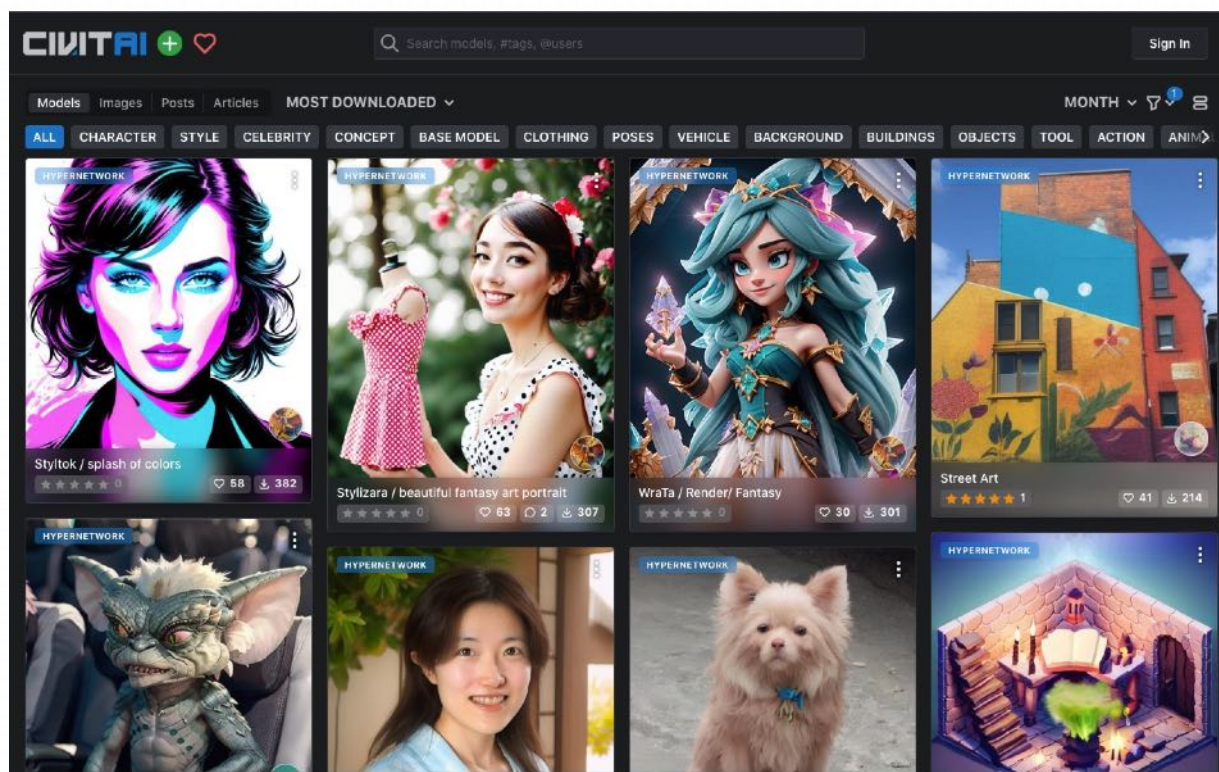 CIVITAI
Search models, #tags, @users
Sign In
Models Images Posts Articles MOST DOWNLOADED MONTH 1
ALL CHARACTER STYLE CELEBRITY CONCEPT BASE MODEL CLOTHING POSES VEHICLE BACKGROUND BUILDINGS OBJECTS TOOL ACTION ANIM
HYPERNETWORK HYPERNETWORK HYPERNETWORK HYPERNETWORK
Styltok / splash of colors
0 58 382
Stylizara / beautiful fantasy art portrait
0 63 2 307
WraTa / Render/ Fantasy
0 30 301
Street Art
1 41 214
HYPERNETWORK HYPERNETWORK HYPERNETWORK HYPERNETWORK